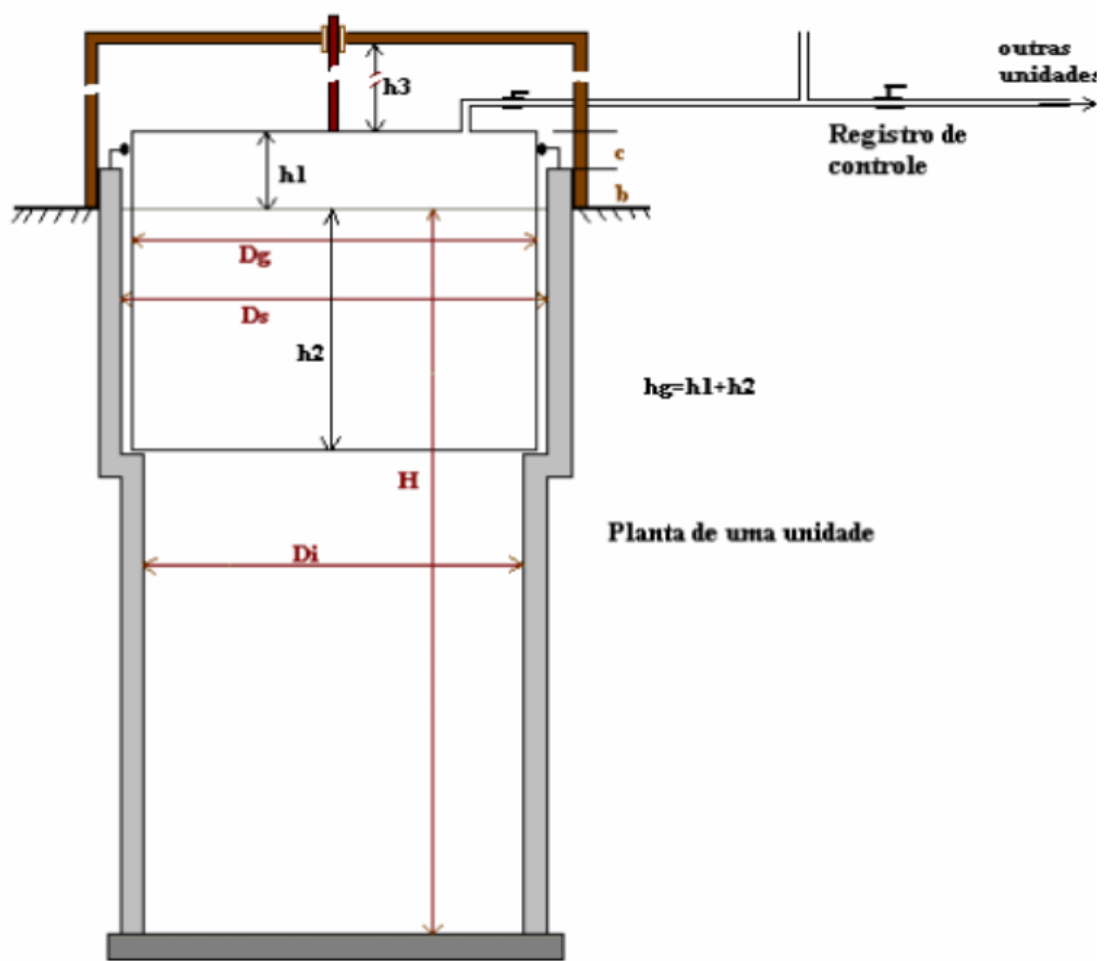 outras
unidades
h3
Registro de
controle
c
h1
b
Dg
Ds
h2
hg=h1+h2
H
Planta de uma unidade
Di